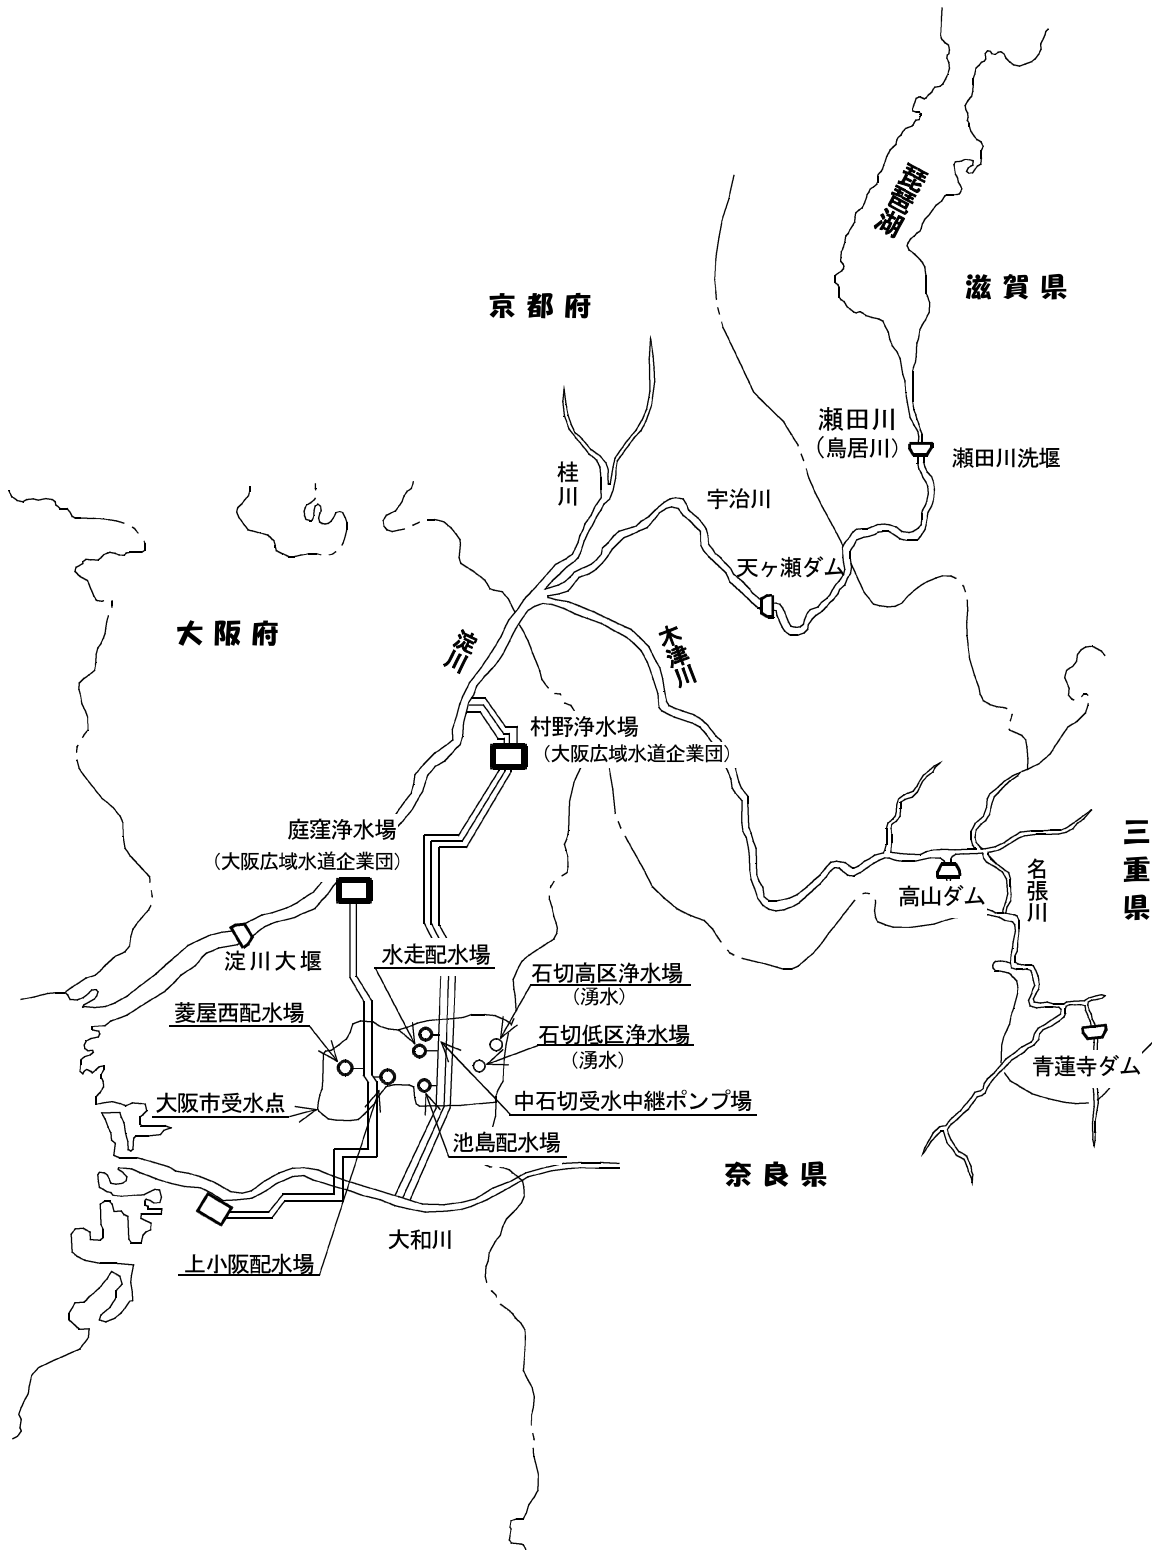 琵琶湖
滋賀県
京都府
瀬田川
（鳥居川）
瀬田川洗堰
桂川
宇治川
天ヶ瀬ダム
大阪府
淀川
木津川
村野浄水場
（大阪広域水道企業団）
庭窪浄水場
（大阪広域水道企業団）
三重県
名張川
高山ダム
淀川大堰
水走配水場
石切高区浄水場
（湧水）
菱屋西配水場
石切低区浄水場
（湧水）
青蓮寺ダム
大阪市受水点
中石切受水中継ポンプ場
池島配水場
奈良県
大和川
上小阪配水場